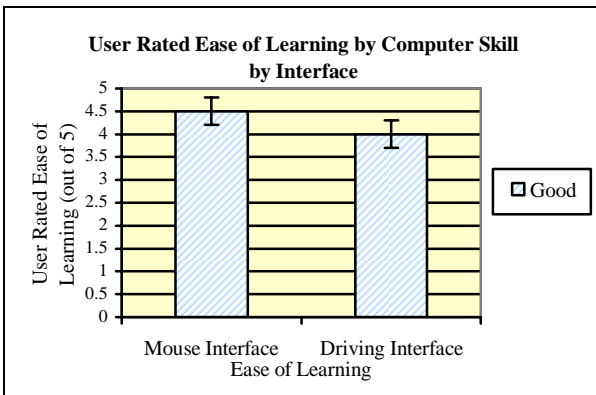 User Rated Ease of Learning by Computer Skill
by Interface
User Rated Ease of
Learning (out of 5)
5
4.5
4
3.5
3
2.5
2
1.5
1
0.5
0
Mouse Interface
Driving Interface
Ease of Learning
Good